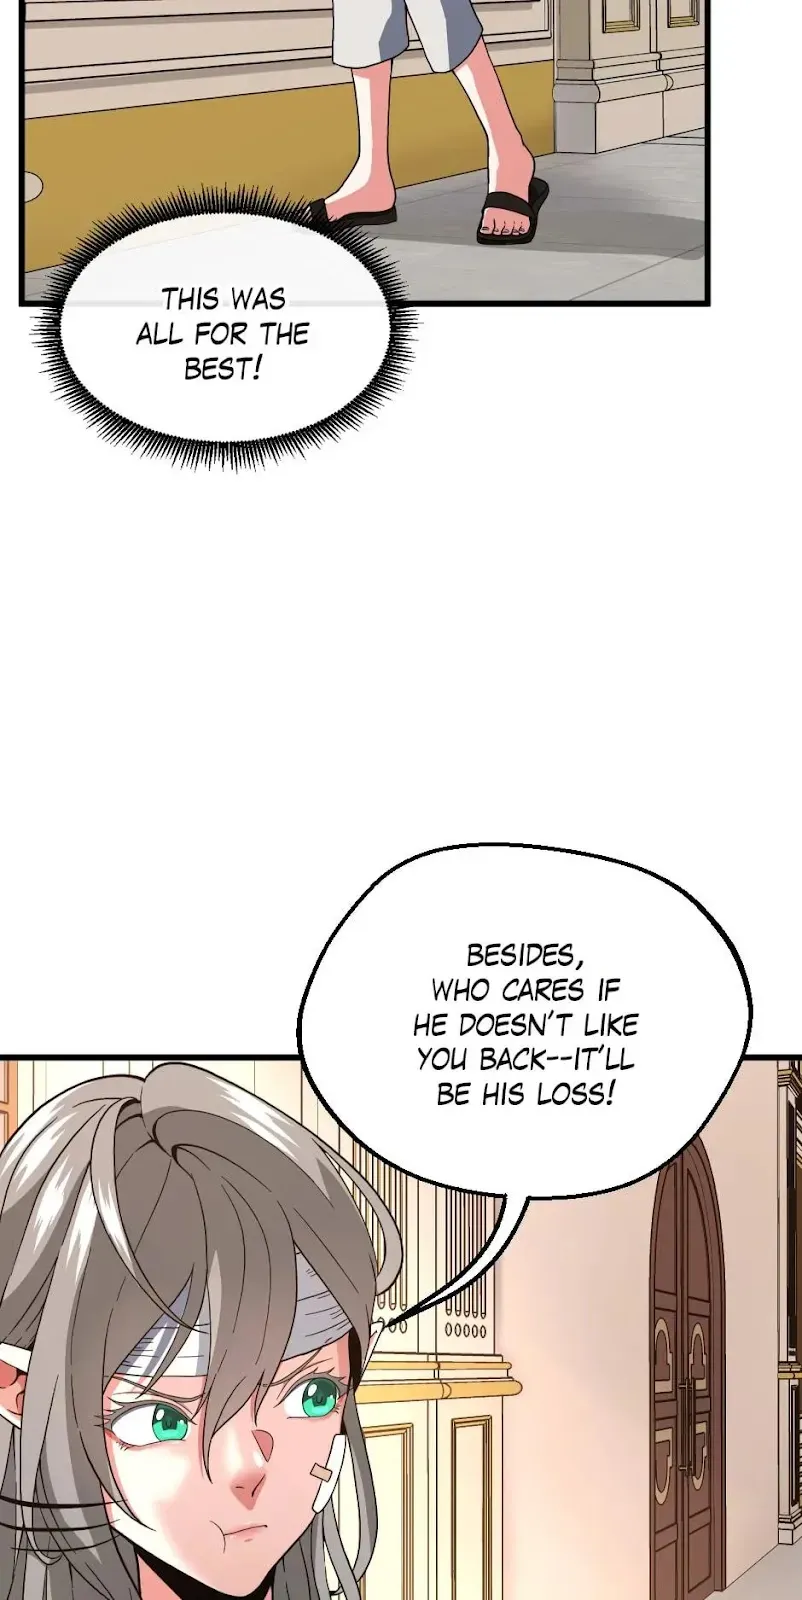 THIS WAS
ALL FOR THE
BEST!
BESIDES,
WHO CARES IF
HE DOESN'T LIKE
YOU BACK--IT'LL
BE HIS LOSS!